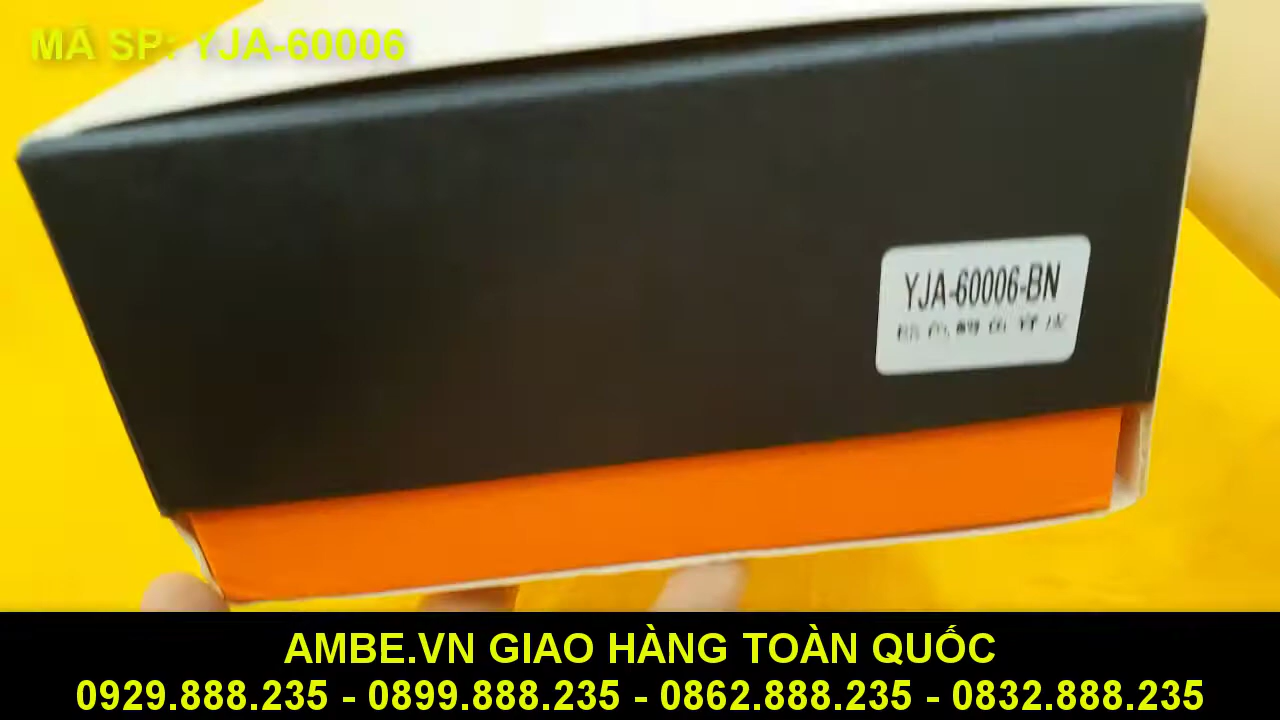 MÃ SP: YJA-60006
YJA-60006-BN
AMBE.VN GIAO HÀNG TOÀN QUỐC
0929.888.235 - 0899.888.235 - 0862.888.235 - 0832.888.235